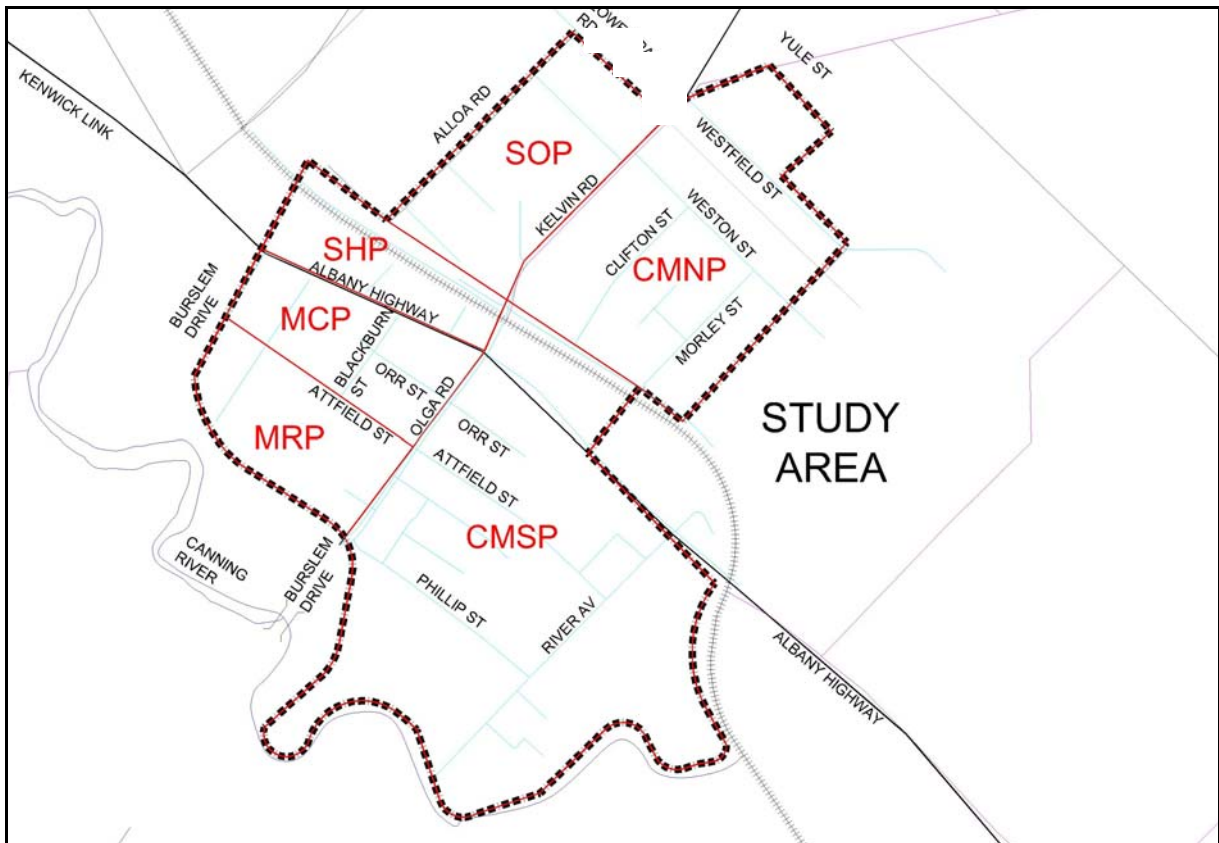 RD
YULE ST
KENWICK LINK
ALLOA RD
SOP
WESTFIELD ST
KELVIN RD
WESTON ST
CLIFTON ST
CMNP
SHP
ALBANY HIGHWAY
BURSLEM
DRIVE
MCP
MORLEY ST
BLACKBURN
ST
ORR ST
OLGA RD
ATTFIELD ST
STUDY
AREA
MRP
ORR ST
ATTFIELD ST
CMSP
CANNING
RIVER
BURSLEM
DRIVE
PHILLIP ST
RIVER AV
ALBANY HIGHWAY